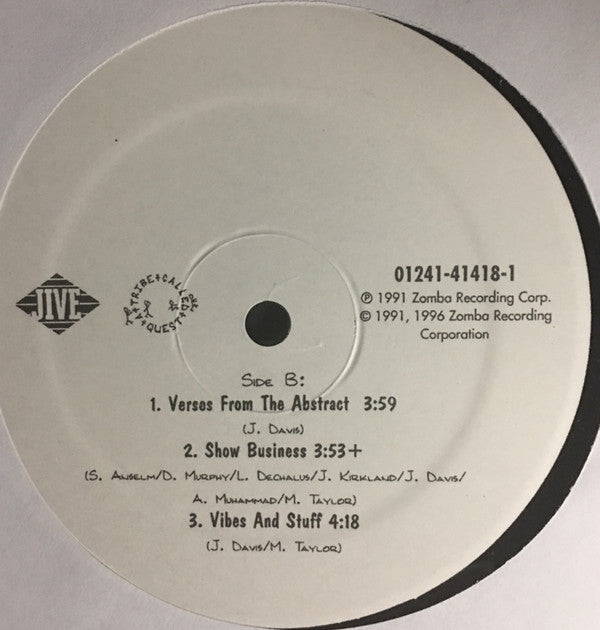 JIVE
A+TRIBE+CALLED+QUEST+
01241-41418-1
℗ 1991 Zomba Recording Corp.
© 1991, 1996 Zomba Recording
Corporation
Side B:
1. Verses From The Abstract 3:59
(J. Davis)
2. Show Business 3:53+
(S. Anselm/D. Murphy/L. Dechalus/J. Kirkland/J. Davis/
A. Muhammad/M. Taylor)
3. Vibes And Stuff 4:18
(J. Davis/M. Taylor)